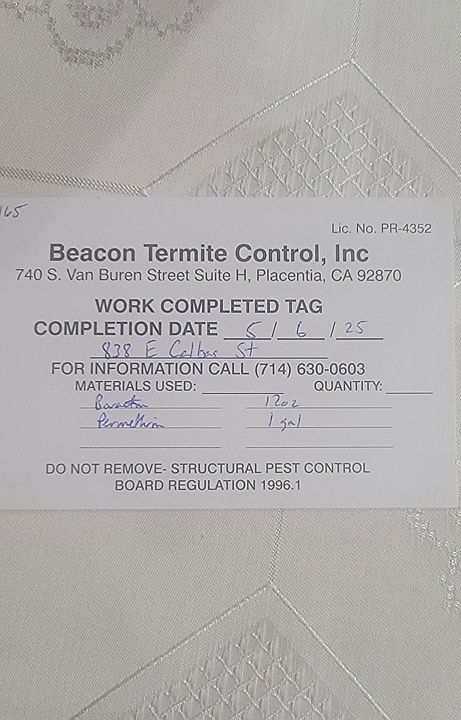 165
Lic. No. PR-4352
Beacon Termite Control, Inc
740 S. Van Buren Street Suite H, Placentia, CA 92870
WORK COMPLETED TAG
COMPLETION DATE 5 / 6 / 25
838 E St
FOR INFORMATION CALL (714) 630-0603
MATERIALS USED: QUANTITY:
12oz
Permethrin 1 gal
DO NOT REMOVE- STRUCTURAL PEST CONTROL
BOARD REGULATION 1996.1